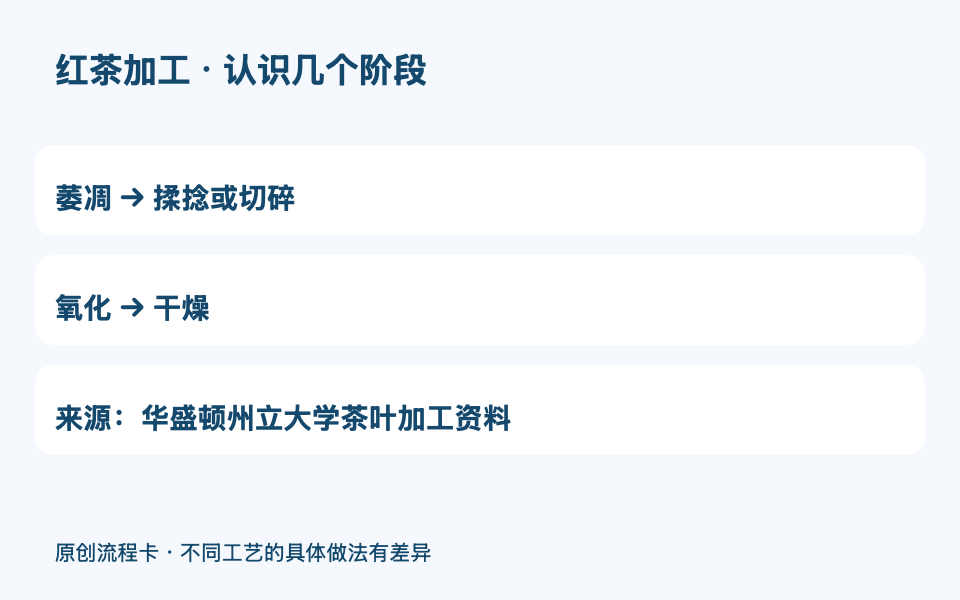 红茶加工 · 认识几个阶段
萎凋 → 揉捻或切碎
氧化 → 干燥
来源：华盛顿州立大学茶叶加工资料
原创流程卡 · 不同工艺的具体做法有差异